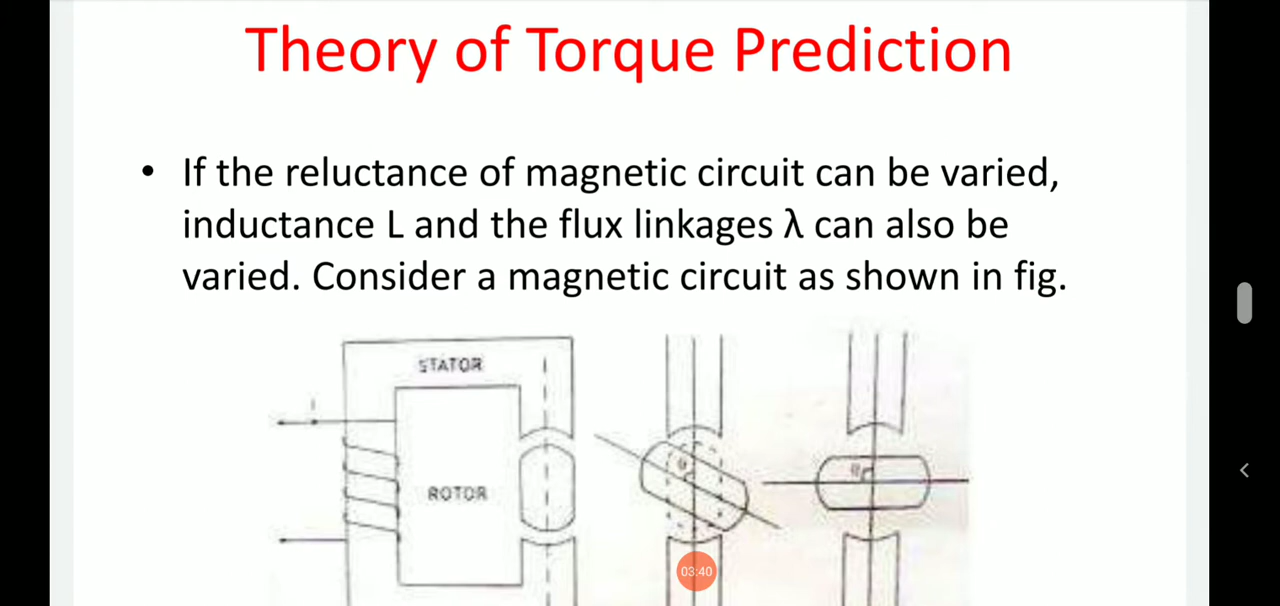 Theory of Torque Prediction
• If the reluctance of magnetic circuit can be varied,
inductance L and the flux linkages λ can also be
varied. Consider a magnetic circuit as shown in fig.
STATOR
ROTOR
03:40